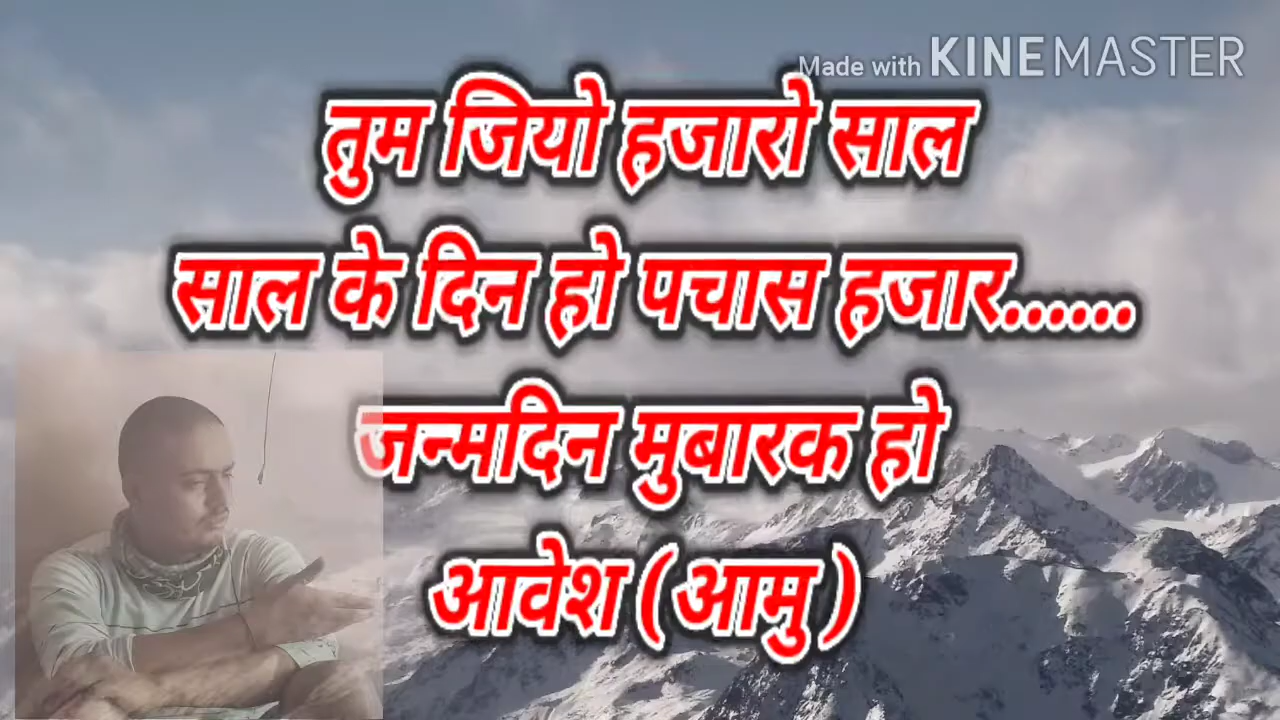 Made with KINEMASTER
तुम जियो हजारो साल
साल के दिन हो पचास हजार......
जन्मदिन मुबारक हो
आवेश ( आमु )